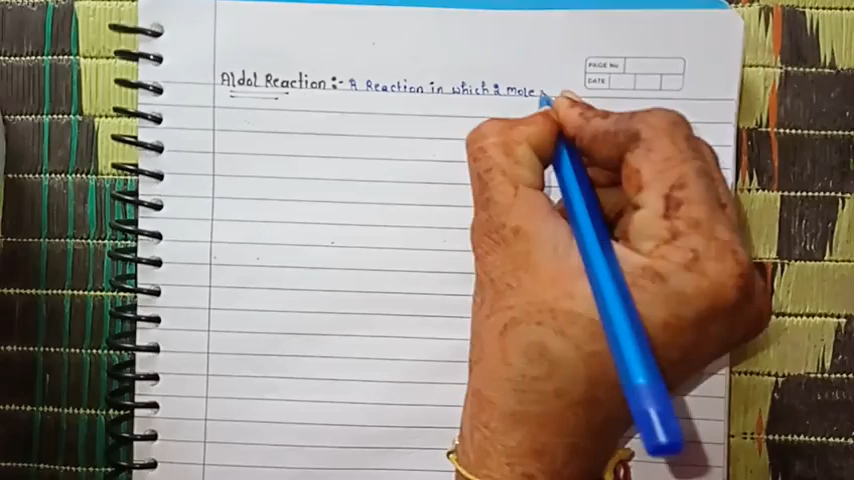 Aldol Reaction :- A Reaction in which 2 mole
PAGE No
DATE